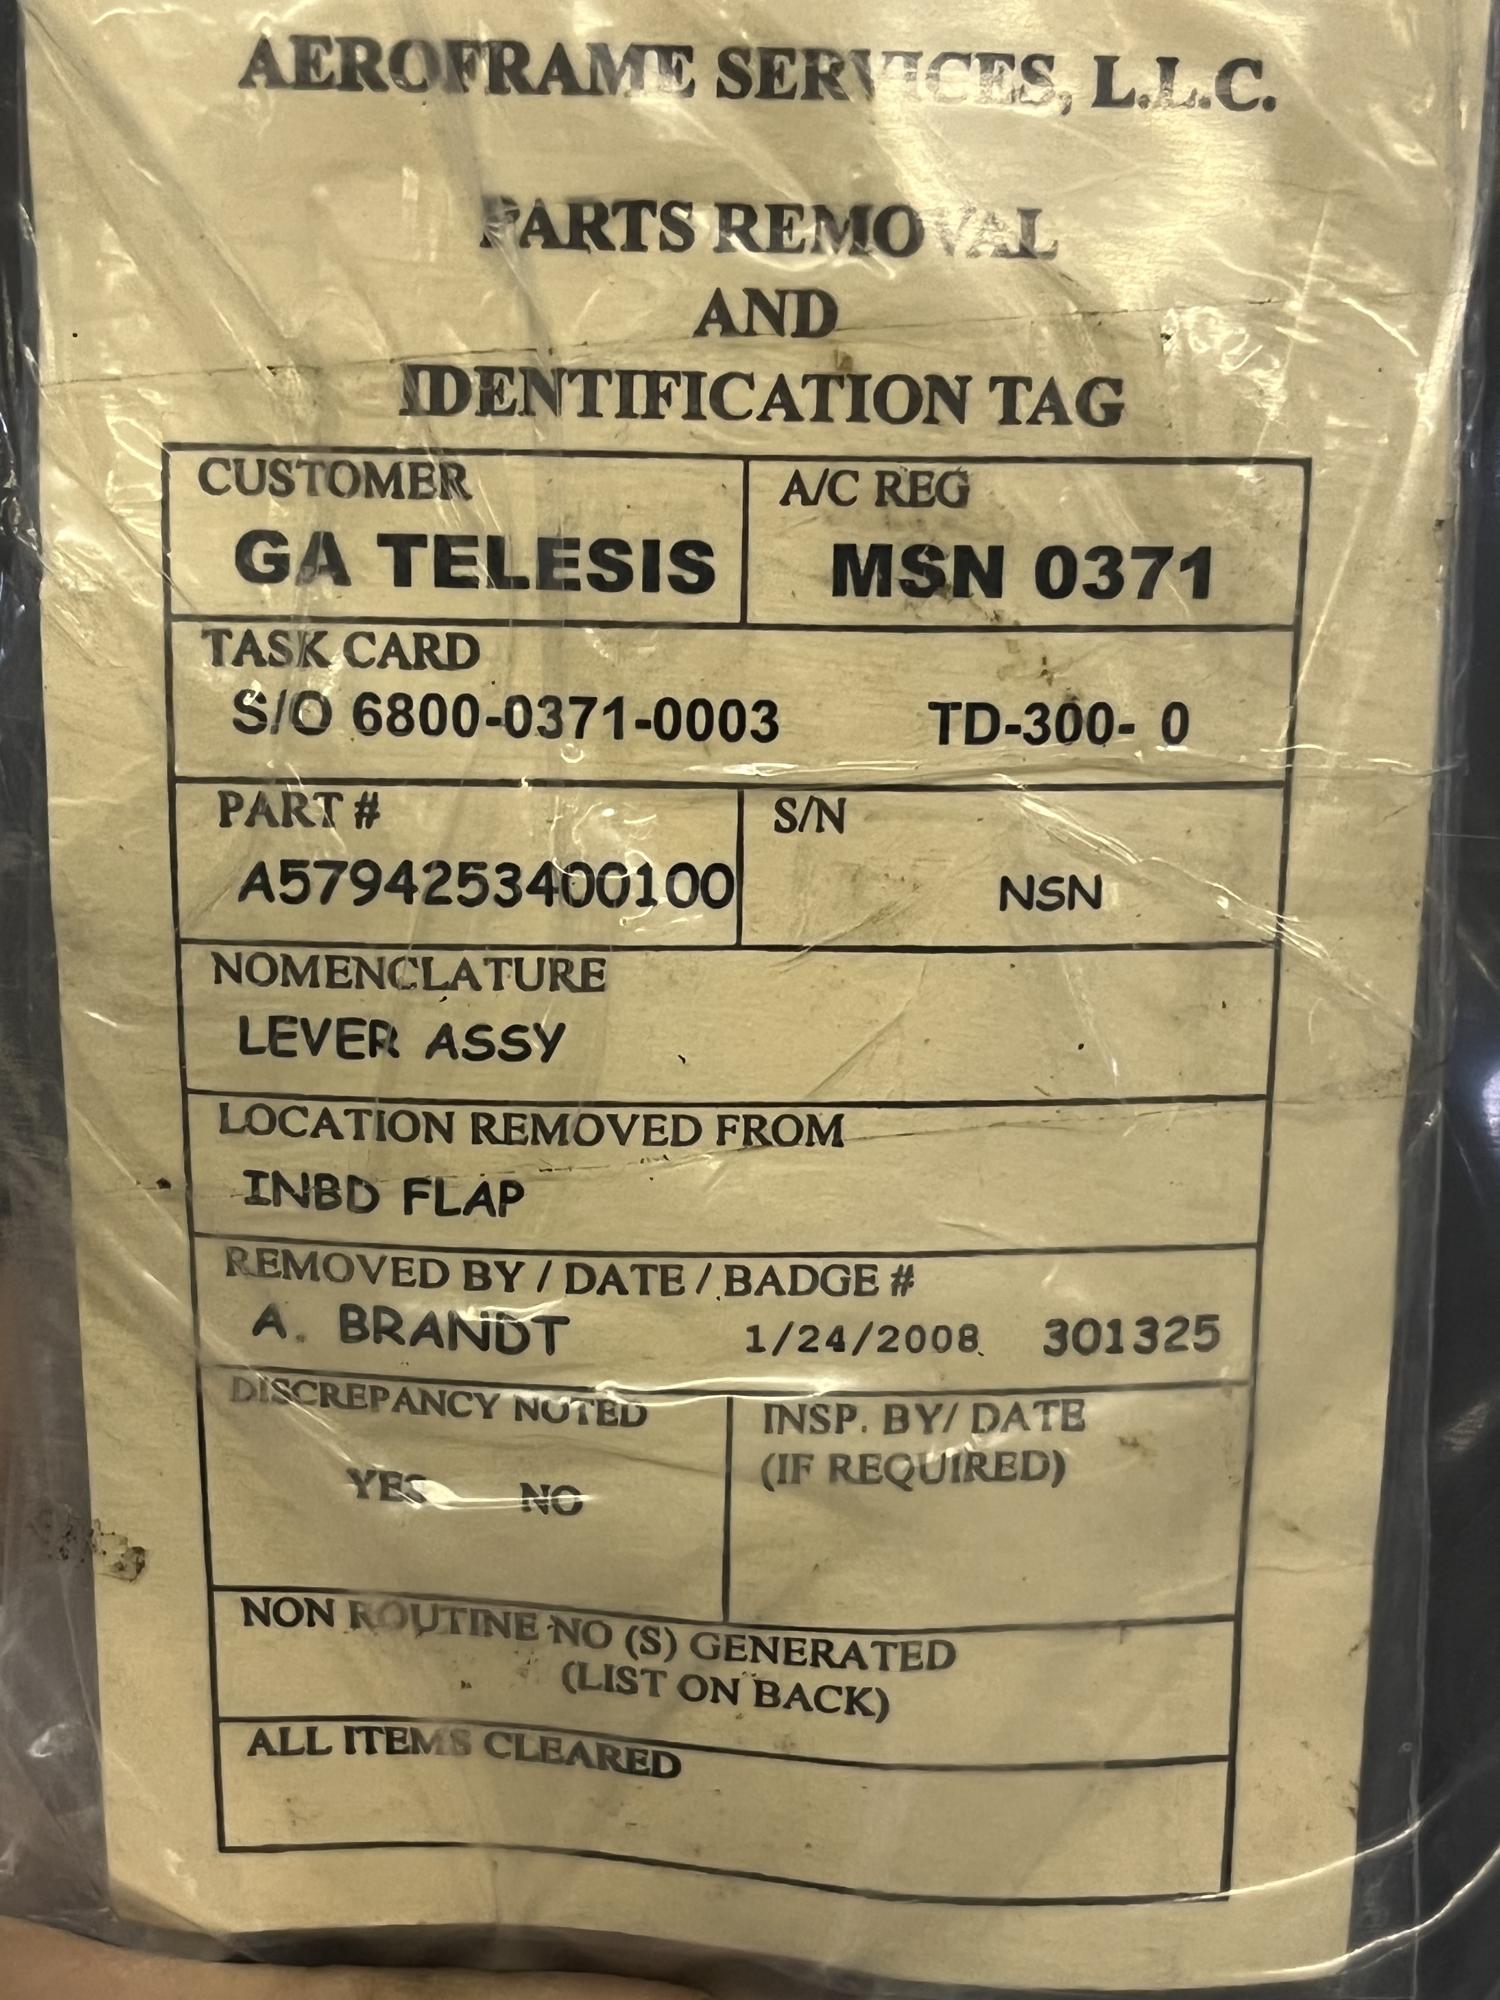 AEROFRAME SERVICES, L.L.C.
PARTS REMOVAL
AND
IDENTIFICATION TAG
CUSTOMER
GA TELESIS
A/C REG
MSN 0371
TASK CARD
S/O 6800-0371-0003 TD-300- 0
PART #
A5794253400100
S/N
NSN
NOMENCLATURE
LEVER ASSY
LOCATION REMOVED FROM
INBD FLAP
REMOVED BY / DATE / BADGE #
A. BRANDT 1/24/2008 301325
DISCREPANCY NOTED
YES NO
INSP. BY/ DATE
(IF REQUIRED)
NON ROUTINE NO (S) GENERATED
(LIST ON BACK)
ALL ITEMS CLEARED